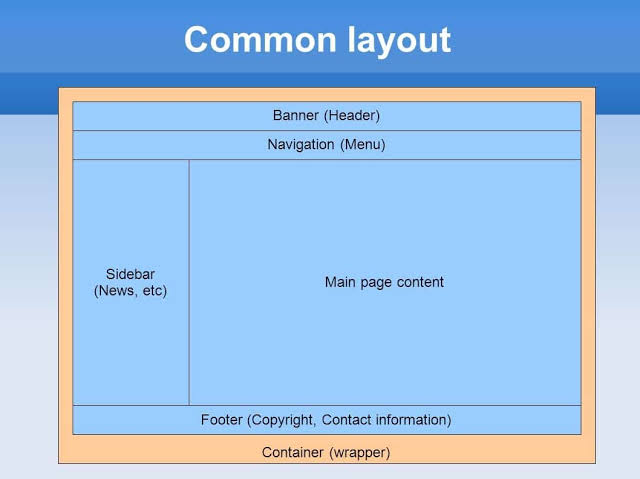 Common layout
Banner (Header)
Navigation (Menu)
Sidebar
(News, etc)
Main page content
Footer (Copyright, Contact information)
Container (wrapper)